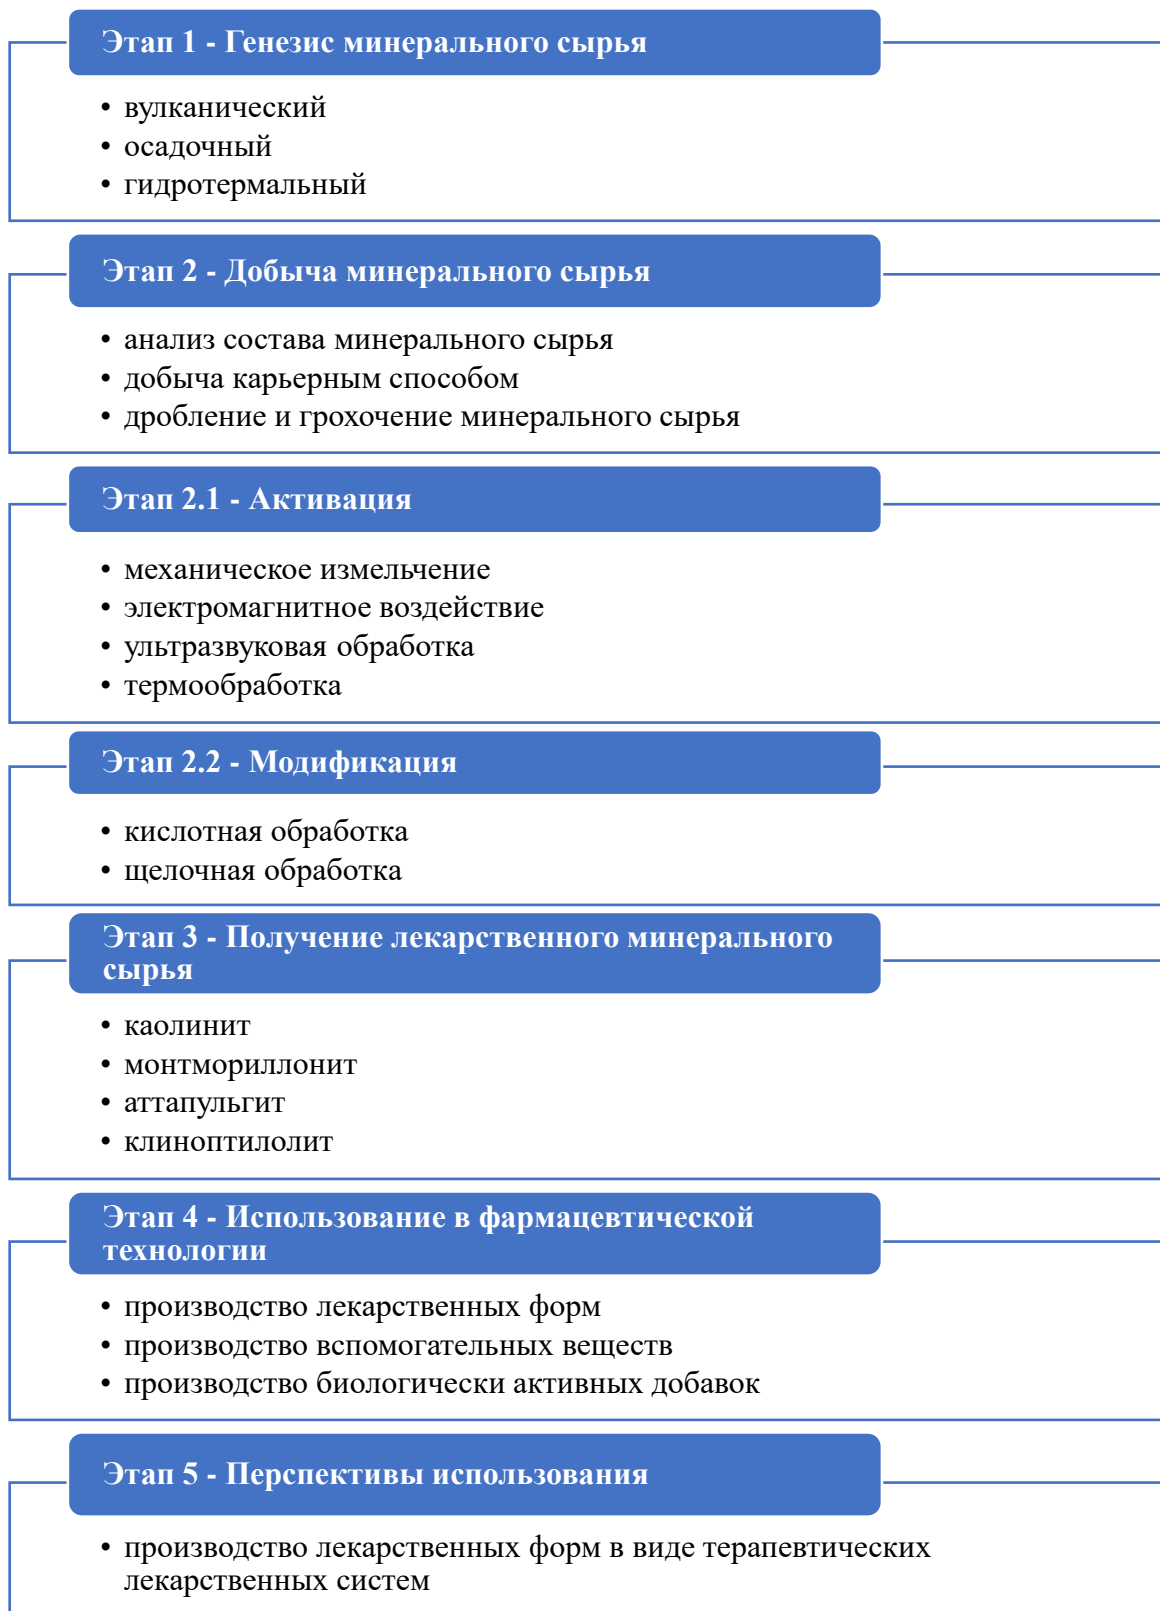 Этап 1 - Генезис минерального сырья
• вулканический
• осадочный
• гидротермальный
Этап 2 - Добыча минерального сырья
• анализ состава минерального сырья
• добыча карьерным способом
• дробление и грохочение минерального сырья
Этап 2.1 - Активация
• механическое измельчение
• электромагнитное воздействие
• ультразвуковая обработка
• термообработка
Этап 2.2 - Модификация
• кислотная обработка
• щелочная обработка
Этап 3 - Получение лекарственного минерального
сырья
• каолинит
• монтмориллонит
• аттапульгит
• клиноптилолит
Этап 4 - Использование в фармацевтической
технологии
• производство лекарственных форм
• производство вспомогательных веществ
• производство биологически активных добавок
Этап 5 - Перспективы использования
• производство лекарственных форм в виде терапевтических
лекарственных систем